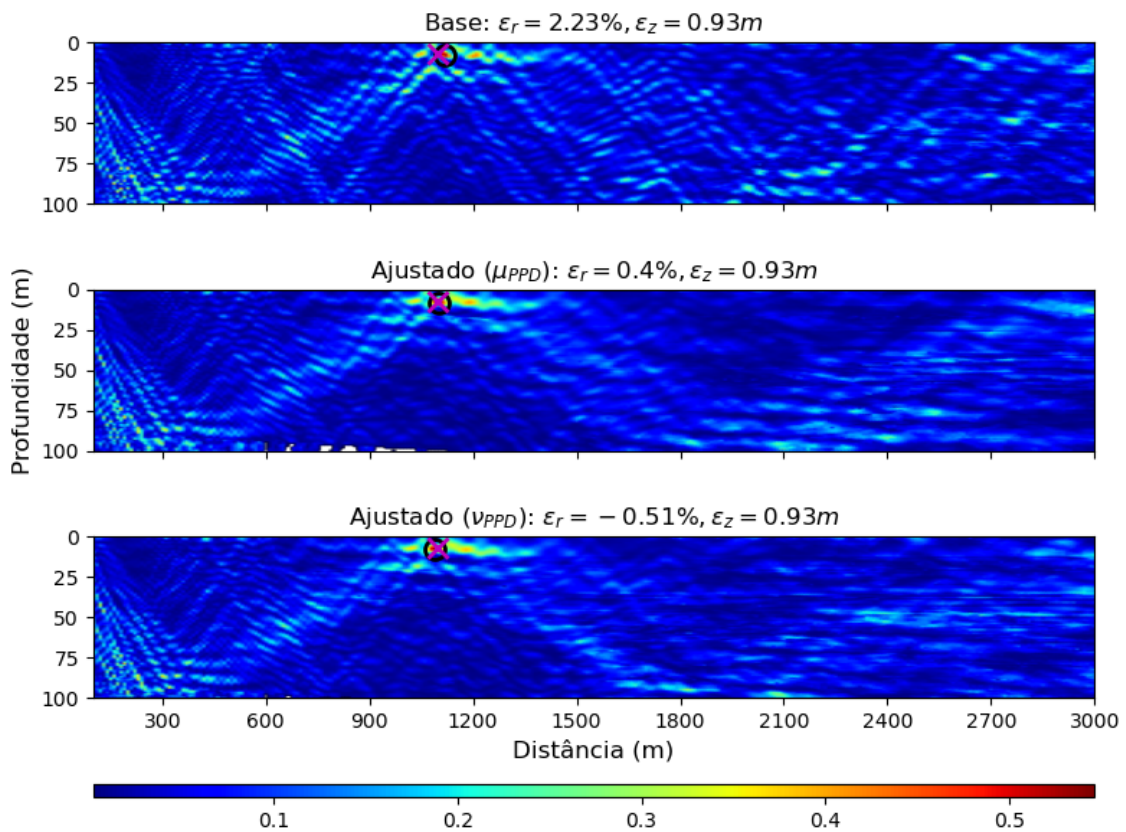 Base: εr = 2.23%, εz = 0.93m
0
25
50
75
100
Ajustado (μPPD): εr = 0.4%, εz = 0.93m
0
25
50
75
100
Profundidade (m)
Ajustado (νPPD): εr = −0.51%, εz = 0.93m
0
25
50
75
100
300 600 900 1200 1500 1800 2100 2400 2700 3000
Distância (m)
0.1 0.2 0.3 0.4 0.5